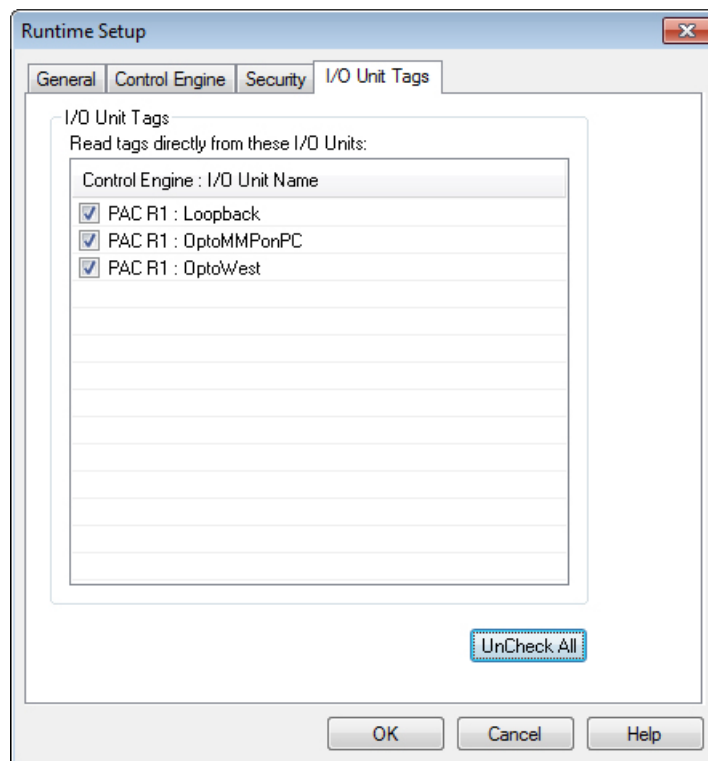 Runtime Setup
General Control Engine Security I/O Unit Tags
I/O Unit Tags
Read tags directly from these I/O Units:
Control Engine : I/O Unit Name
PAC R1 : Loopback
PAC R1 : OptoMMPonPC
PAC R1 : OptoWest
UnCheck All
OK Cancel Help